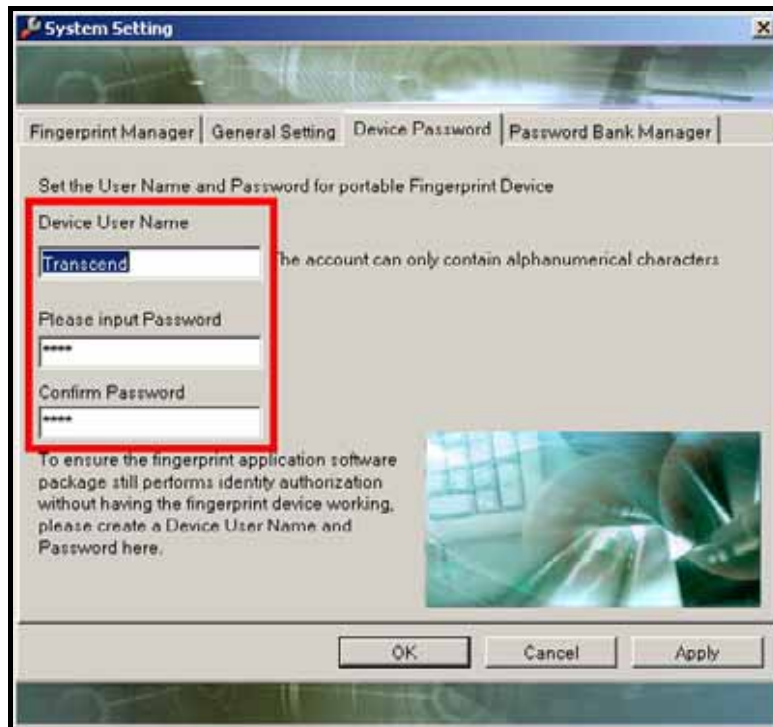 System Setting
Fingerprint Manager General Setting Device Password Password Bank Manager
Set the User Name and Password for portable Fingerprint Device
Device User Name
Transcend
he account can only contain alphanumerical characters
Please input Password
****
Confirm Password
****
To ensure the fingerprint application software
package still performs identity authorization
without having the fingerprint device working,
please create a Device User Name and
Password here.
OK Cancel Apply